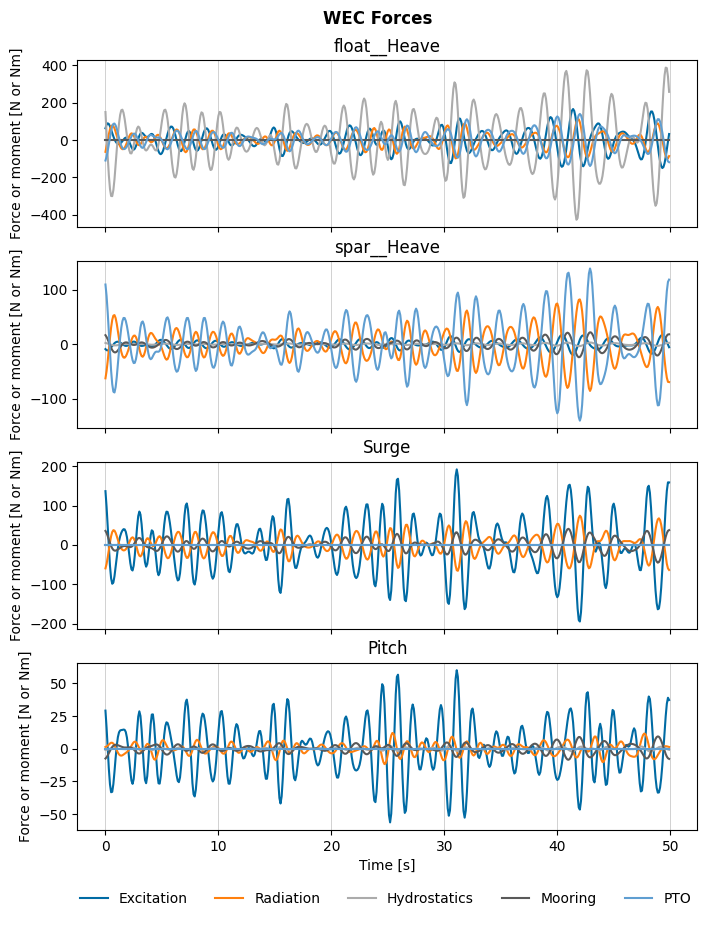 WEC Forces
float__Heave
Force or moment [N or Nm]
400
200
0
−200
−400
spar__Heave
Force or moment [N or Nm]
100
0
−100
Surge
Force or moment [N or Nm]
200
100
0
−100
−200
Pitch
Force or moment [N or Nm]
50
25
0
−25
−50
0 10 20 30 40 50
Time [s]
Excitation Radiation Hydrostatics Mooring PTO